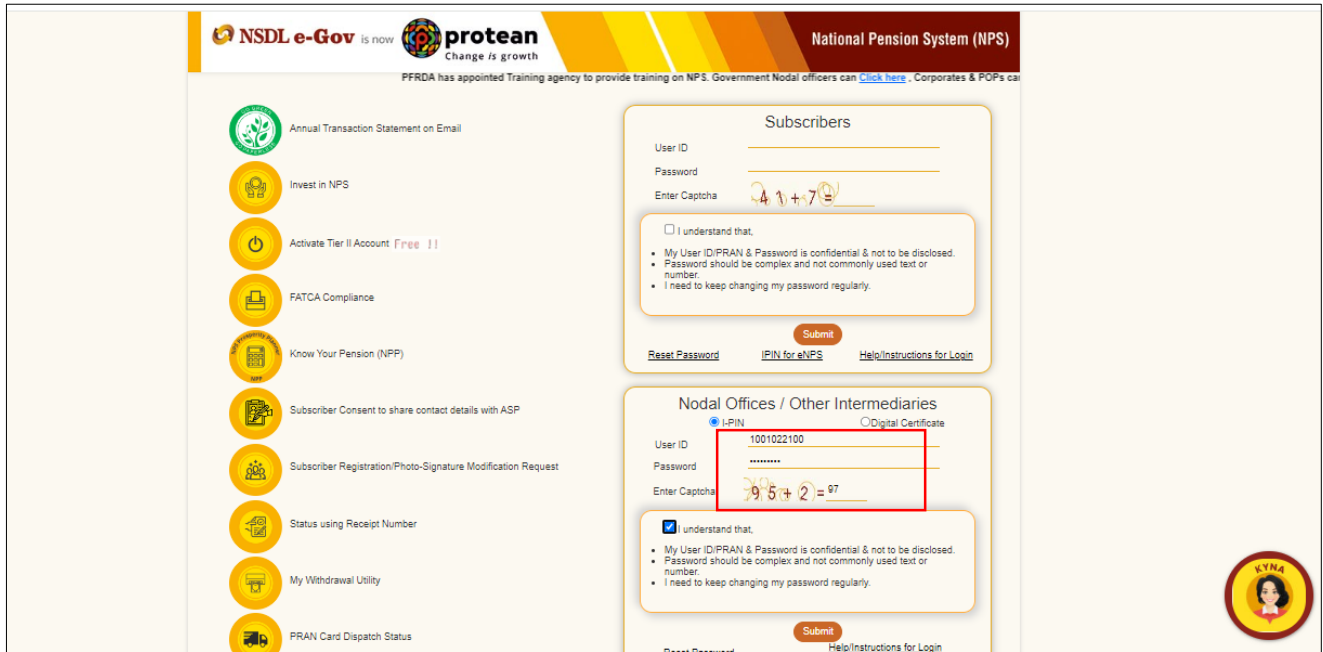 NSDL e-Gov is now protean
Change is growth
National Pension System (NPS)
PFRDA has appointed Training agency to provide training on NPS. Government Nodal officers can Click here . Corporates & POPs ca
Annual Transaction Statement on Email
Invest in NPS
Activate Tier II Account Free !!
FATCA Compliance
Know Your Pension (NPP)
NPS Prosperity Planner
NPP
Subscriber Consent to share contact details with ASP
Subscriber Registration/Photo-Signature Modification Request
Status using Receipt Number
My Withdrawal Utility
PRAN Card Dispatch Status
Subscribers
User ID
Password
Enter Captcha 41+7=
I understand that,
• My User ID/PRAN & Password is confidential & not to be disclosed.
• Password should be complex and not commonly used text or
number.
• I need to keep changing my password regularly.
Submit
Reset Password IPIN for eNPS Help/Instructions for Login
Nodal Offices / Other Intermediaries
I-PIN Digital Certificate
User ID 1001022100
Password •••••••••
Enter Captcha 95+2= 97
I understand that,
• My User ID/PRAN & Password is confidential & not to be disclosed.
• Password should be complex and not commonly used text or
number.
• I need to keep changing my password regularly.
Submit
Reset Password Help/Instructions for Login
KYNA